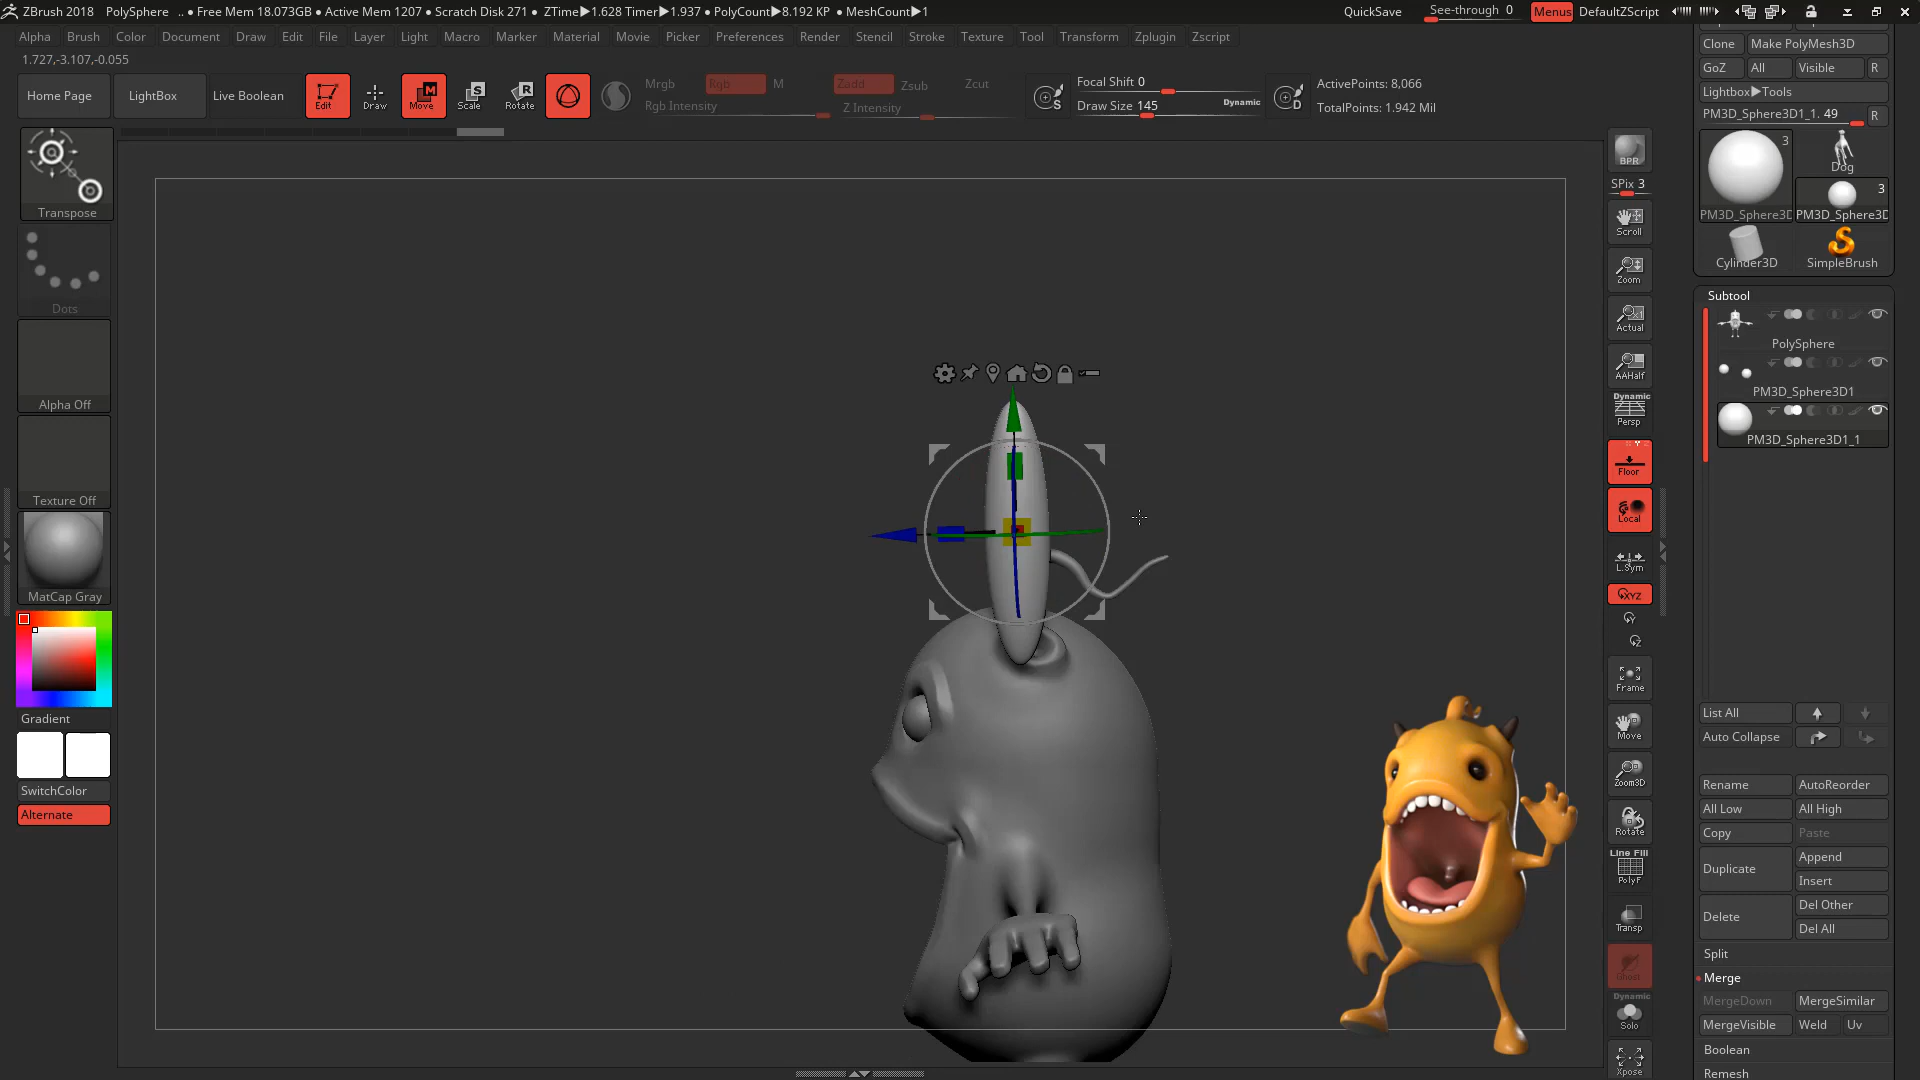 ZBrush 2018 PolySphere .. ● Free Mem 18.073GB ● Active Mem 1207 ● Scratch Disk 271 ● ZTime▶1.628 Timer▶1.937 ● PolyCount▶8.192 KP ● MeshCount▶1 QuickSave See-through 0 Menus DefaultZScript
Alpha Brush Color Document Draw Edit File Layer Light Macro Marker Material Movie Picker Preferences Render Stencil Stroke Texture Tool Transform Zplugin Zscript
1.727,-3.107,-0.055
Home Page LightBox Live Boolean Edit Draw Move Scale Rotate
Mrgb Rgb M Zadd Zsub Zcut
Rgb Intensity Z Intensity
Focal Shift 0
Draw Size 145 Dynamic
ActivePoints: 8,066
TotalPoints: 1.942 Mil
Transpose
Dots
Alpha Off
Texture Off
MatCap Gray
Gradient
SwitchColor
Alternate
BPR
SPix 3
Scroll
Zoom
Actual
AAHalf
Dynamic
Persp
Floor
Local
L.Sym
XYZ
Y
Z
Frame
Move
Zoom3D
Rotate
Line Fill
PolyF
Transp
Ghost
Dynamic
Solo
Xpose
Clone Make PolyMesh3D
GoZ All Visible R
Lightbox▶Tools
PM3D_Sphere3D1_1. 49 R
3
Dog
3
PM3D_Sphere3D PM3D_Sphere3D
Cylinder3D SimpleBrush
Subtool
PolySphere
PM3D_Sphere3D1
PM3D_Sphere3D1_1
List All
Auto Collapse
Rename AutoReorder
All Low All High
Copy Paste
Duplicate Append
Insert
Delete Del Other
Del All
Split
Merge
MergeDown MergeSimilar
MergeVisible Weld Uv
Boolean
Remesh